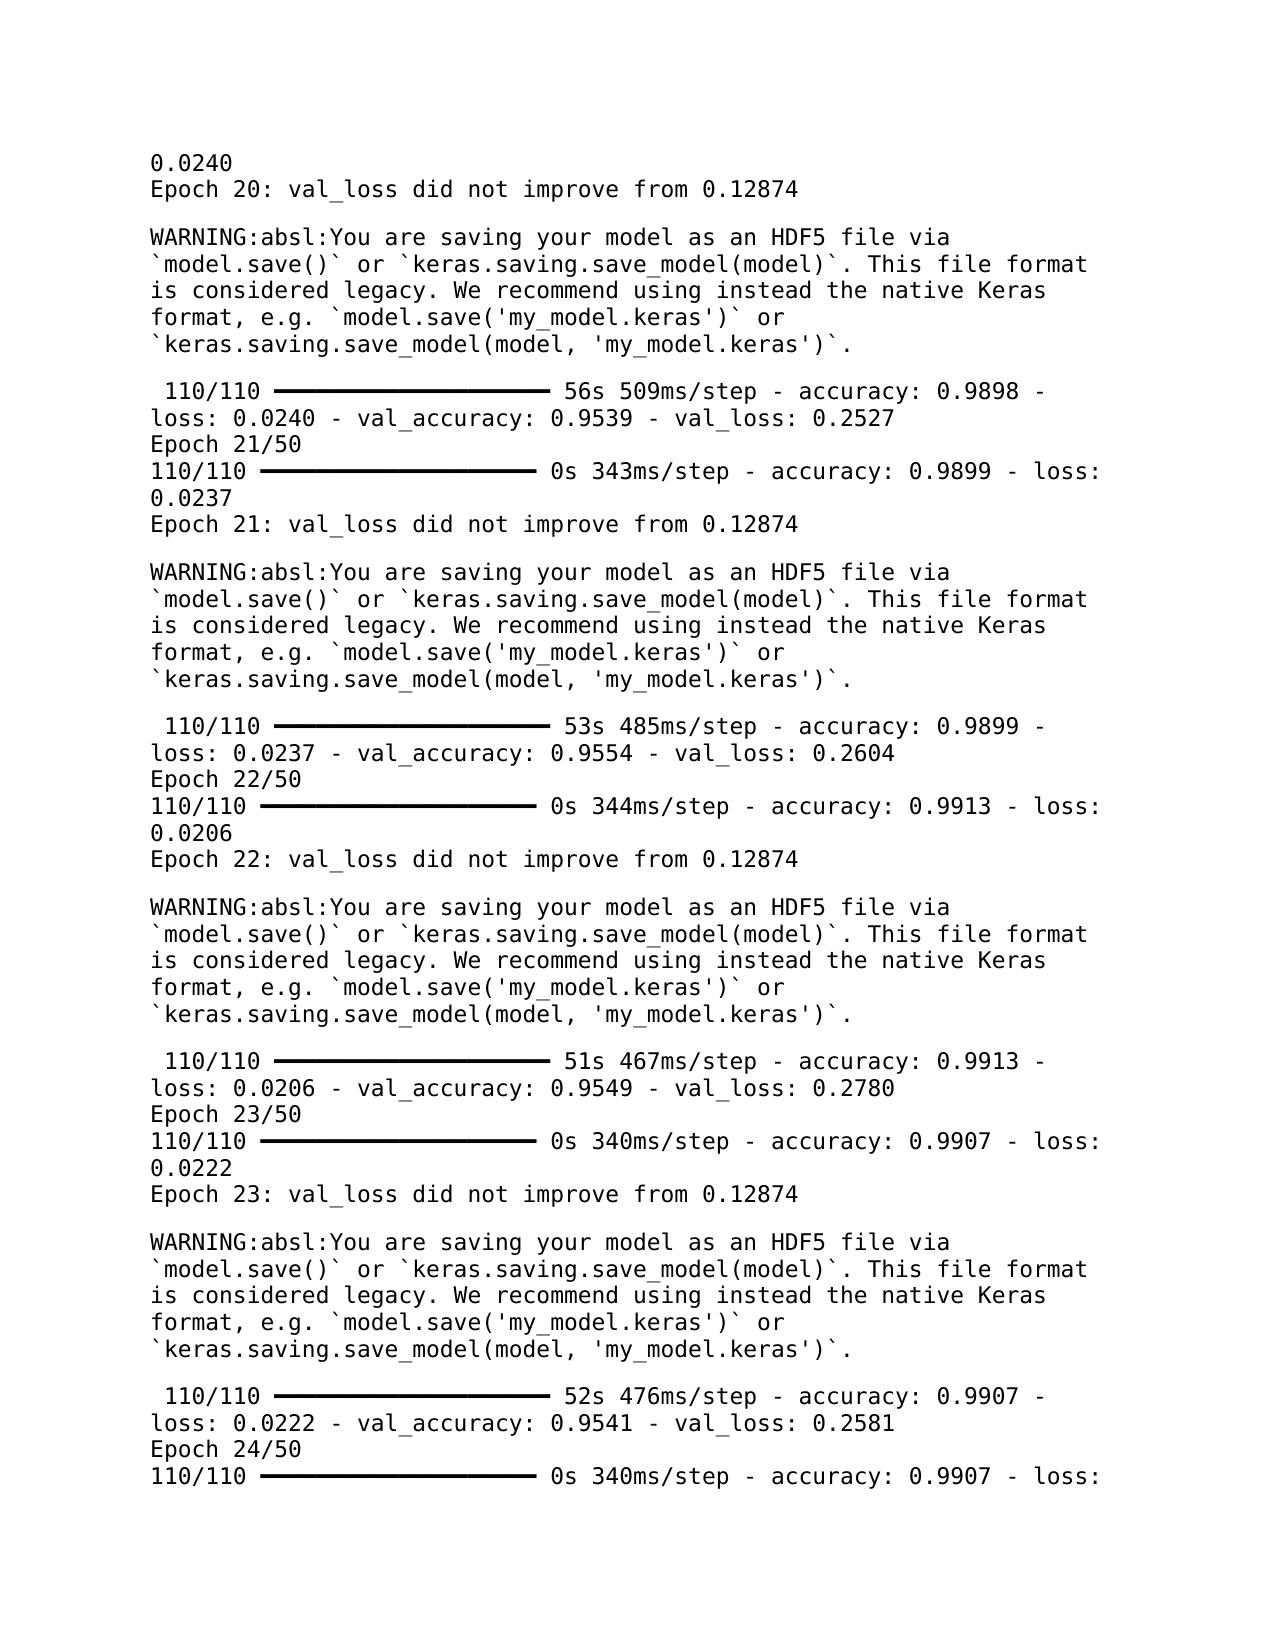 0.0240
Epoch 20: val_loss did not improve from 0.12874
WARNING:absl:You are saving your model as an HDF5 file via
`model.save()` or `keras.saving.save_model(model)`. This file format
is considered legacy. We recommend using instead the native Keras
format, e.g. `model.save('my_model.keras')` or
`keras.saving.save_model(model, 'my_model.keras')`.
110/110 ━━━━━━━━━━━━━━━━━━━━ 56s 509ms/step - accuracy: 0.9898 -
loss: 0.0240 - val_accuracy: 0.9539 - val_loss: 0.2527
Epoch 21/50
110/110 ━━━━━━━━━━━━━━━━━━━━ 0s 343ms/step - accuracy: 0.9899 - loss:
0.0237
Epoch 21: val_loss did not improve from 0.12874
WARNING:absl:You are saving your model as an HDF5 file via
`model.save()` or `keras.saving.save_model(model)`. This file format
is considered legacy. We recommend using instead the native Keras
format, e.g. `model.save('my_model.keras')` or
`keras.saving.save_model(model, 'my_model.keras')`.
110/110 ━━━━━━━━━━━━━━━━━━━━ 53s 485ms/step - accuracy: 0.9899 -
loss: 0.0237 - val_accuracy: 0.9554 - val_loss: 0.2604
Epoch 22/50
110/110 ━━━━━━━━━━━━━━━━━━━━ 0s 344ms/step - accuracy: 0.9913 - loss:
0.0206
Epoch 22: val_loss did not improve from 0.12874
WARNING:absl:You are saving your model as an HDF5 file via
`model.save()` or `keras.saving.save_model(model)`. This file format
is considered legacy. We recommend using instead the native Keras
format, e.g. `model.save('my_model.keras')` or
`keras.saving.save_model(model, 'my_model.keras')`.
110/110 ━━━━━━━━━━━━━━━━━━━━ 51s 467ms/step - accuracy: 0.9913 -
loss: 0.0206 - val_accuracy: 0.9549 - val_loss: 0.2780
Epoch 23/50
110/110 ━━━━━━━━━━━━━━━━━━━━ 0s 340ms/step - accuracy: 0.9907 - loss:
0.0222
Epoch 23: val_loss did not improve from 0.12874
WARNING:absl:You are saving your model as an HDF5 file via
`model.save()` or `keras.saving.save_model(model)`. This file format
is considered legacy. We recommend using instead the native Keras
format, e.g. `model.save('my_model.keras')` or
`keras.saving.save_model(model, 'my_model.keras')`.
110/110 ━━━━━━━━━━━━━━━━━━━━ 52s 476ms/step - accuracy: 0.9907 -
loss: 0.0222 - val_accuracy: 0.9541 - val_loss: 0.2581
Epoch 24/50
110/110 ━━━━━━━━━━━━━━━━━━━━ 0s 340ms/step - accuracy: 0.9907 - loss: